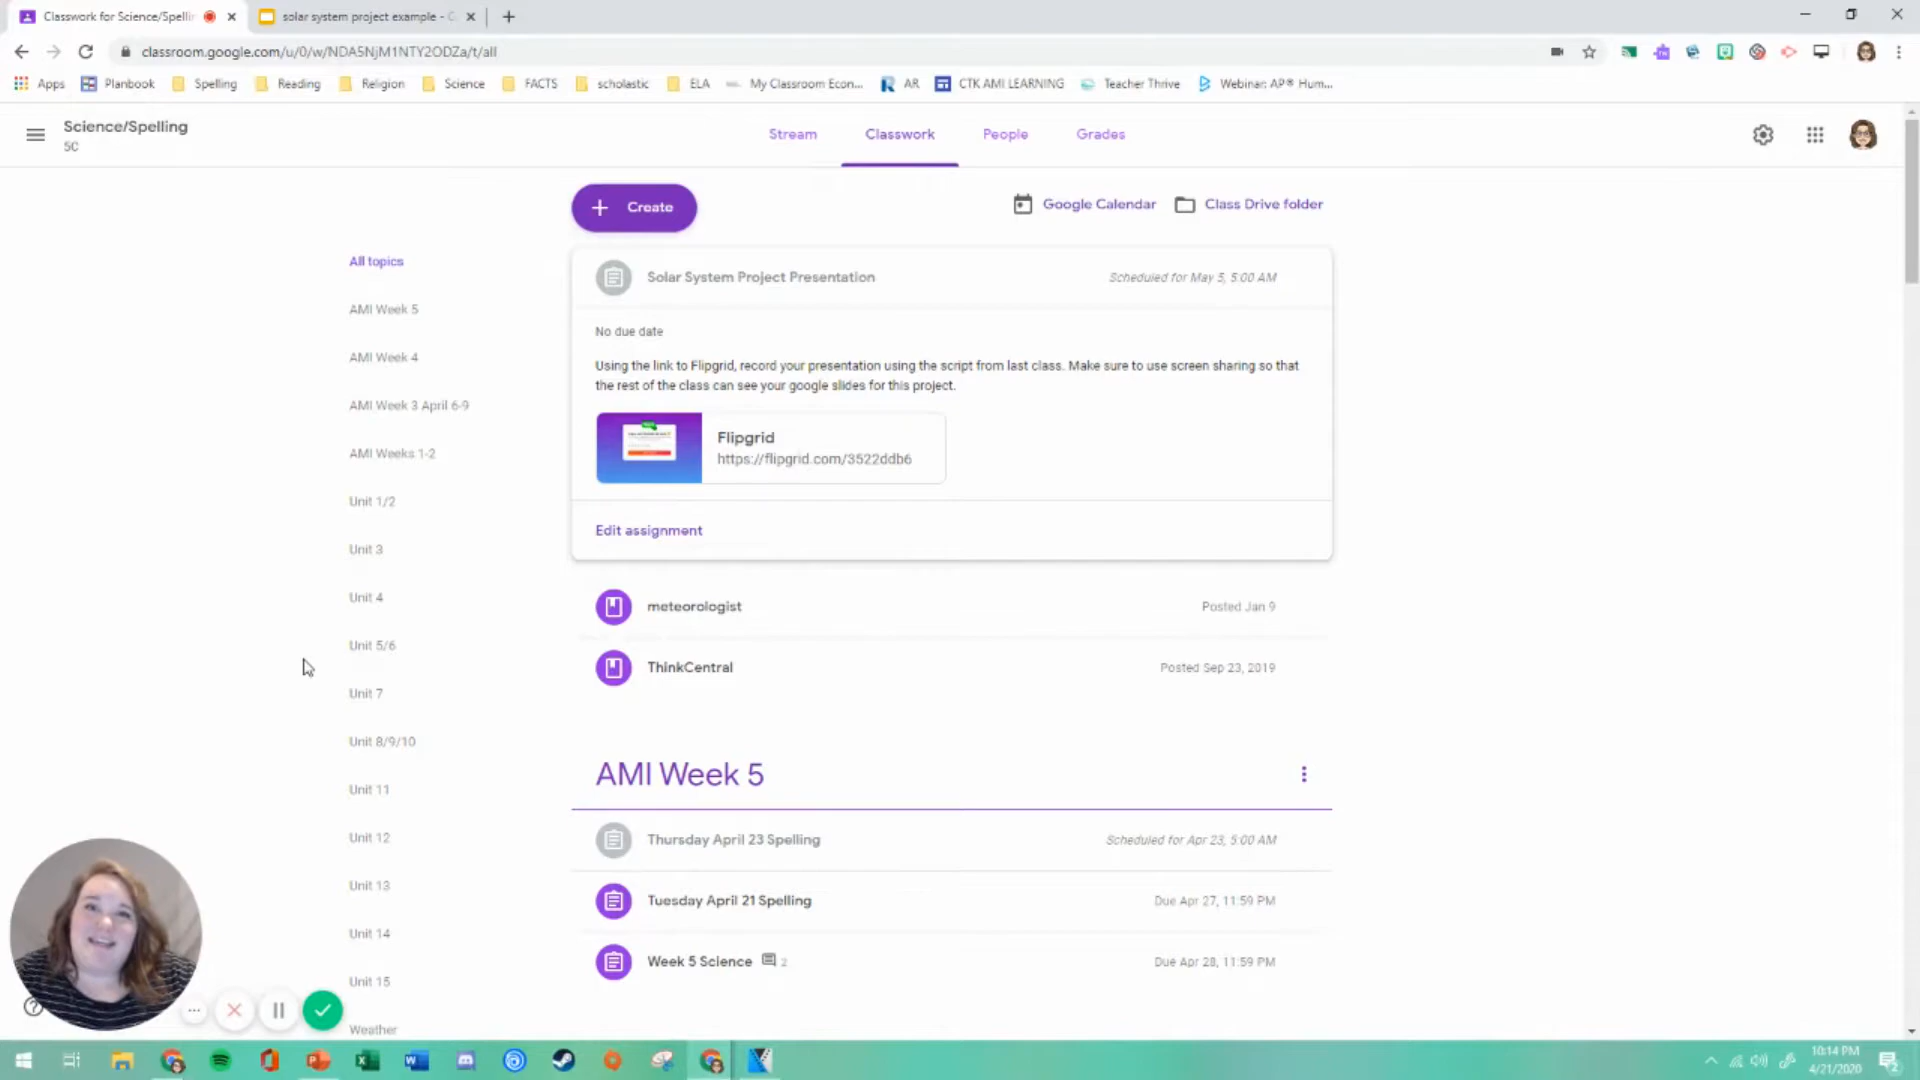 Classwork for Science/Spelli
solar system project example -
classroom.google.com/u/0/w/NDA5NjM1NTY2ODZa/t/all
Apps
Planbook
Spelling
Reading
Religion
Science
FACTS
scholastic
ELA
My Classroom Econ...
AR
CTK AMI LEARNING
Teacher Thrive
Webinar: AP® Hum...
Science/Spelling
5C
Stream
Classwork
People
Grades
Create
Google Calendar
Class Drive folder
All topics
AMI Week 5
AMI Week 4
AMI Week 3 April 6-9
AMI Weeks 1-2
Unit 1/2
Unit 3
Unit 4
Unit 5/6
Unit 7
Unit 8/9/10
Unit 11
Unit 12
Unit 13
Unit 14
Unit 15
Weather
Solar System Project Presentation
Scheduled for May 5, 5:00 AM
No due date
Using the link to Flipgrid, record your presentation using the script from last class. Make sure to use screen sharing so that
the rest of the class can see your google slides for this project.
Flipgrid
https://flipgrid.com/3522ddb6
Edit assignment
meteorologist
Posted Jan 9
ThinkCentral
Posted Sep 23, 2019
AMI Week 5
Thursday April 23 Spelling
Scheduled for Apr 23, 5:00 AM
Tuesday April 21 Spelling
Due Apr 27, 11:59 PM
Week 5 Science
2
Due Apr 28, 11:59 PM
10:14 PM
4/21/2020